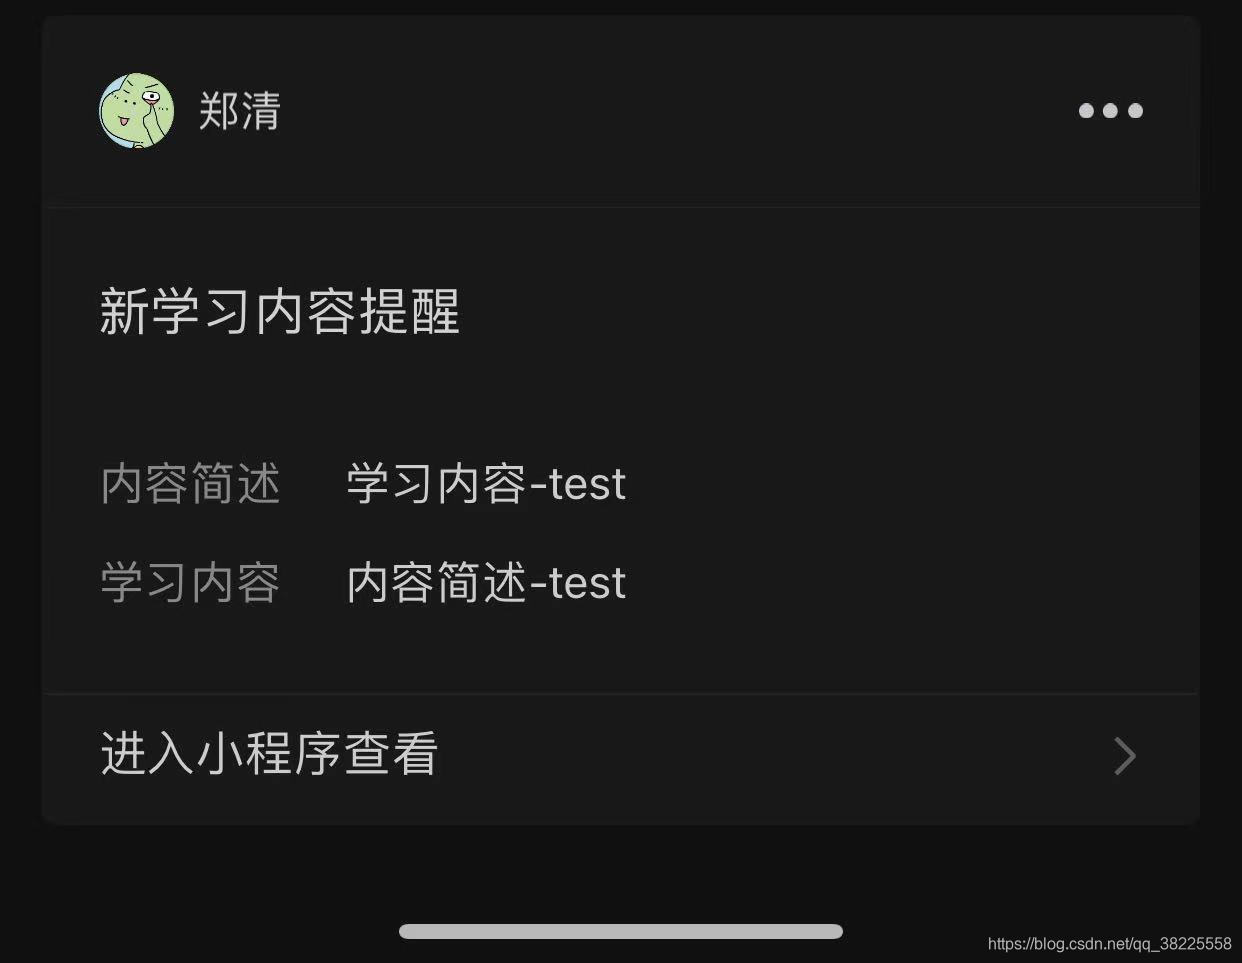 郑清
新学习内容提醒
内容简述 学习内容-test
学习内容 内容简述-test
进入小程序查看
https://blog.csdn.net/qq_38225558